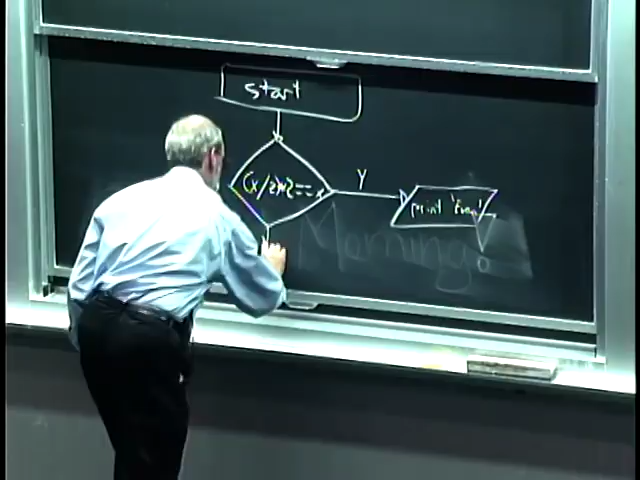 start
(x/2)*2==x
Y
print 'Even'
Morning